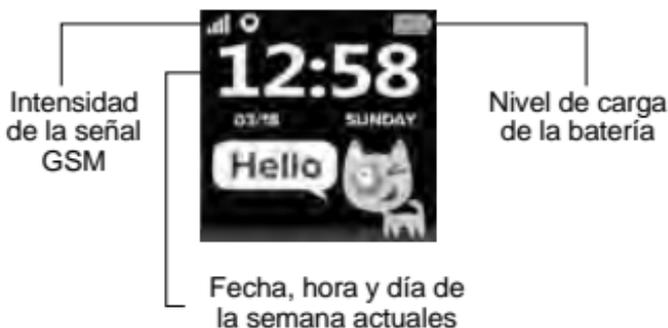 12:58
03/18 SUNDAY
Hello
Intensidad
de la señal
GSM
Nivel de carga
de la batería
Fecha, hora y día de
la semana actuales